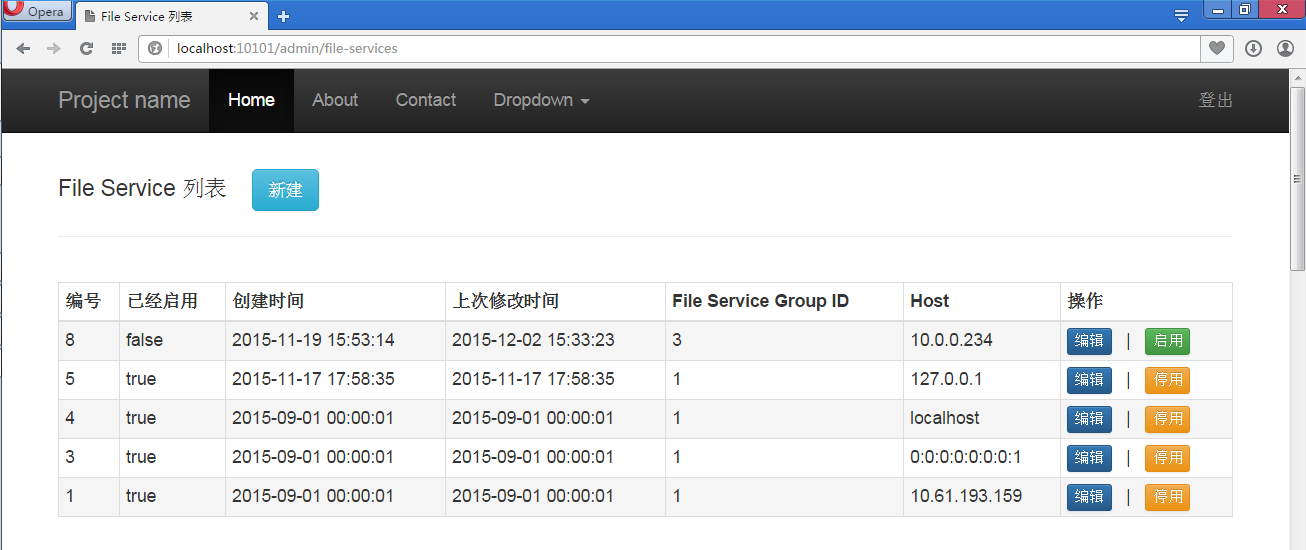 Opera File Service 列表
localhost:10101/admin/file-services
Project name Home About Contact Dropdown 登出
File Service 列表 新建
编号 已经启用 创建时间 上次修改时间 File Service Group ID Host 操作
8 false 2015-11-19 15:53:14 2015-12-02 15:33:23 3 10.0.0.234 编辑 | 启用
5 true 2015-11-17 17:58:35 2015-11-17 17:58:35 1 127.0.0.1 编辑 | 停用
4 true 2015-09-01 00:00:01 2015-09-01 00:00:01 1 localhost 编辑 | 停用
3 true 2015-09-01 00:00:01 2015-09-01 00:00:01 1 0:0:0:0:0:0:0:1 编辑 | 停用
1 true 2015-09-01 00:00:01 2015-09-01 00:00:01 1 10.61.193.159 编辑 | 停用